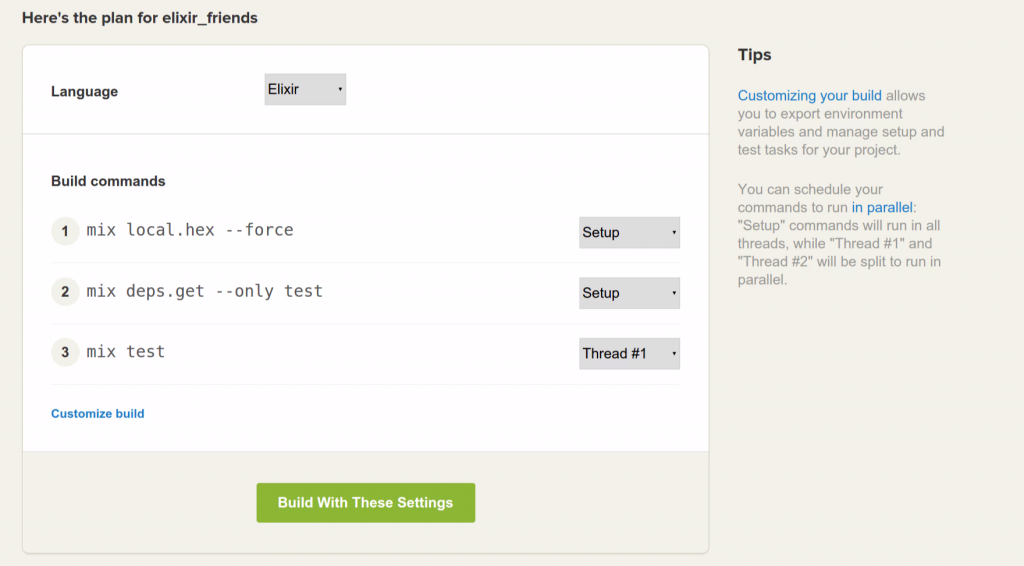 Here's the plan for elixir_friends
Language
Elixir
Build commands
1 mix local.hex --force
Setup
2 mix deps.get --only test
Setup
3 mix test
Thread #1
Customize build
Build With These Settings
Tips
Customizing your build allows
you to export environment
variables and manage setup and
test tasks for your project.
You can schedule your
commands to run in parallel:
"Setup" commands will run in all
threads, while "Thread #1" and
"Thread #2" will be split to run in
parallel.